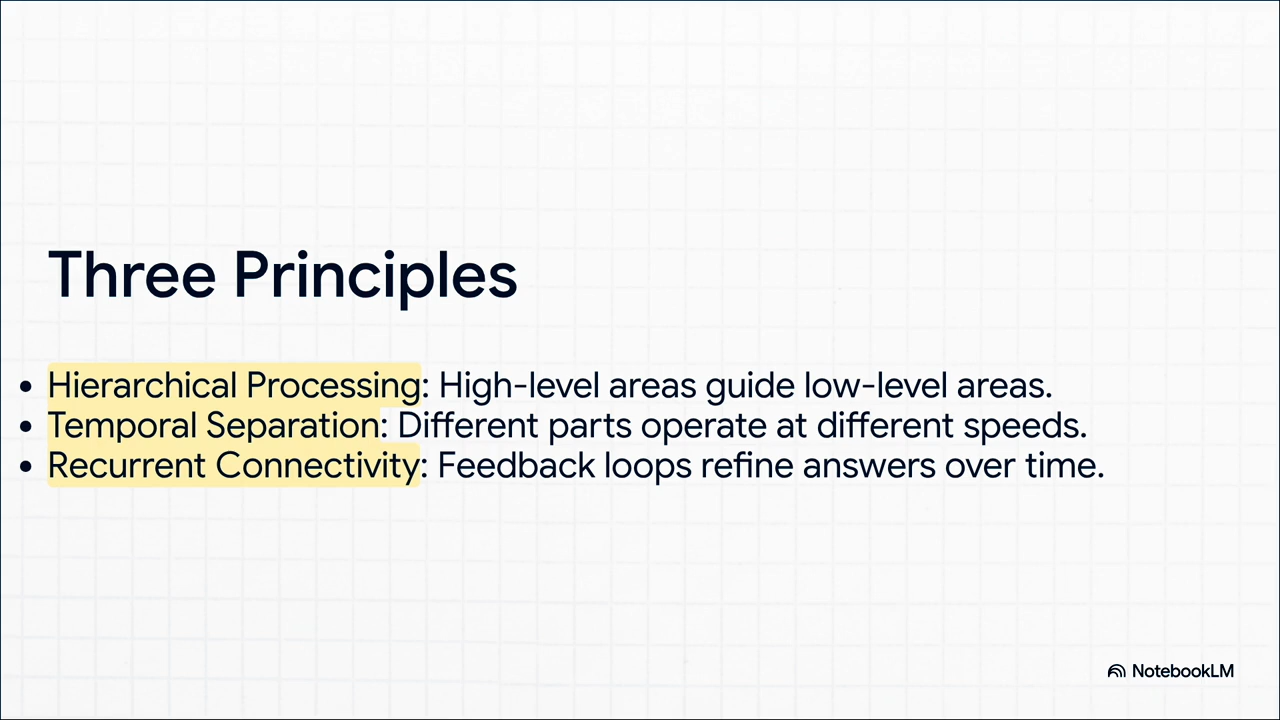 Three Principles
• Hierarchical Processing: High-level areas guide low-level areas.
• Temporal Separation: Different parts operate at different speeds.
• Recurrent Connectivity: Feedback loops refine answers over time.
NotebookLM